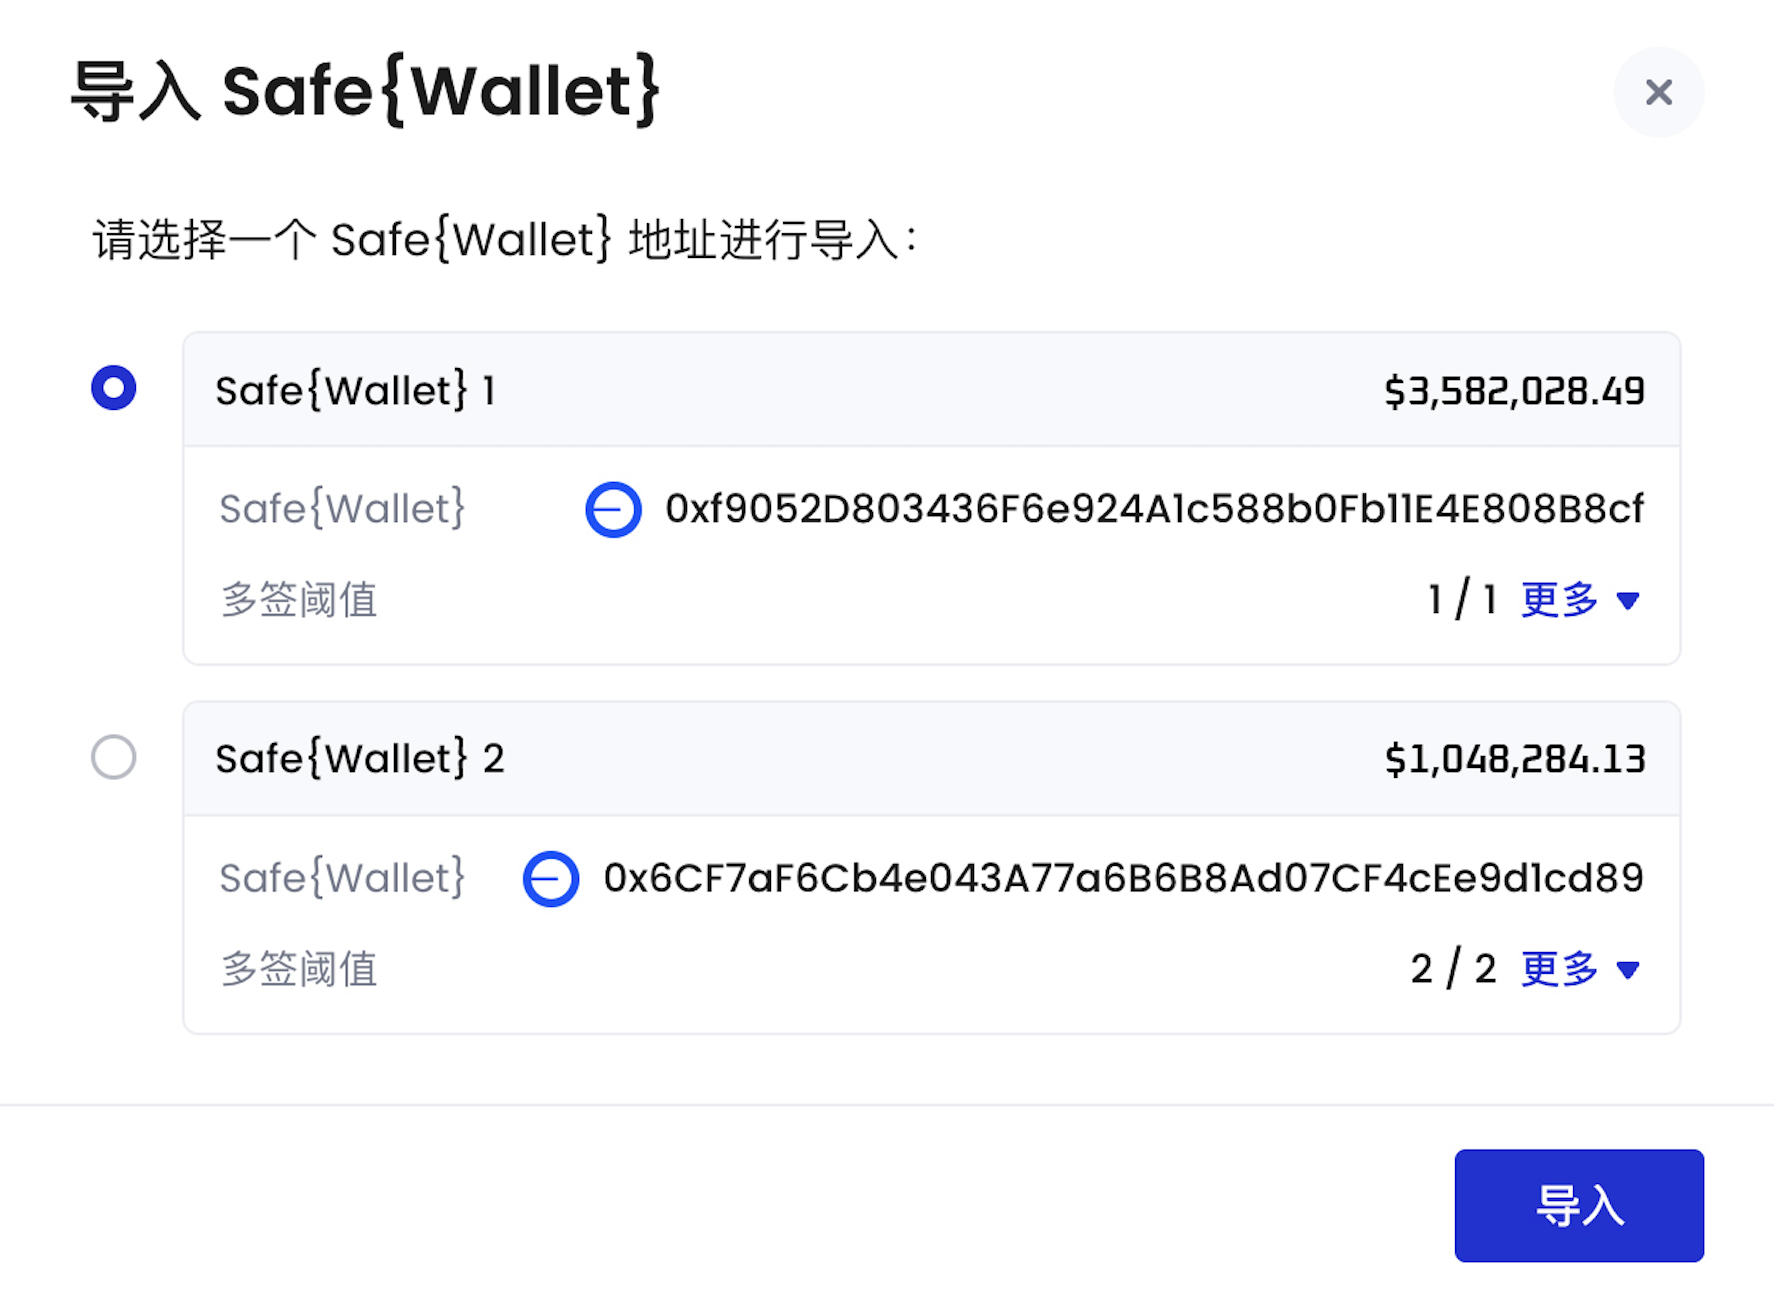 导入 Safe{Wallet}
请选择一个 Safe{Wallet} 地址进行导入：
Safe{Wallet} 1 $3,582,028.49
Safe{Wallet} 0xf9052D803436F6e924A1c588b0Fb11E4E808B8cf
多签阈值 1 / 1 更多
Safe{Wallet} 2 $1,048,284.13
Safe{Wallet} 0x6CF7aF6Cb4e043A77a6B6B8Ad07CF4cEe9d1cd89
多签阈值 2 / 2 更多
导入